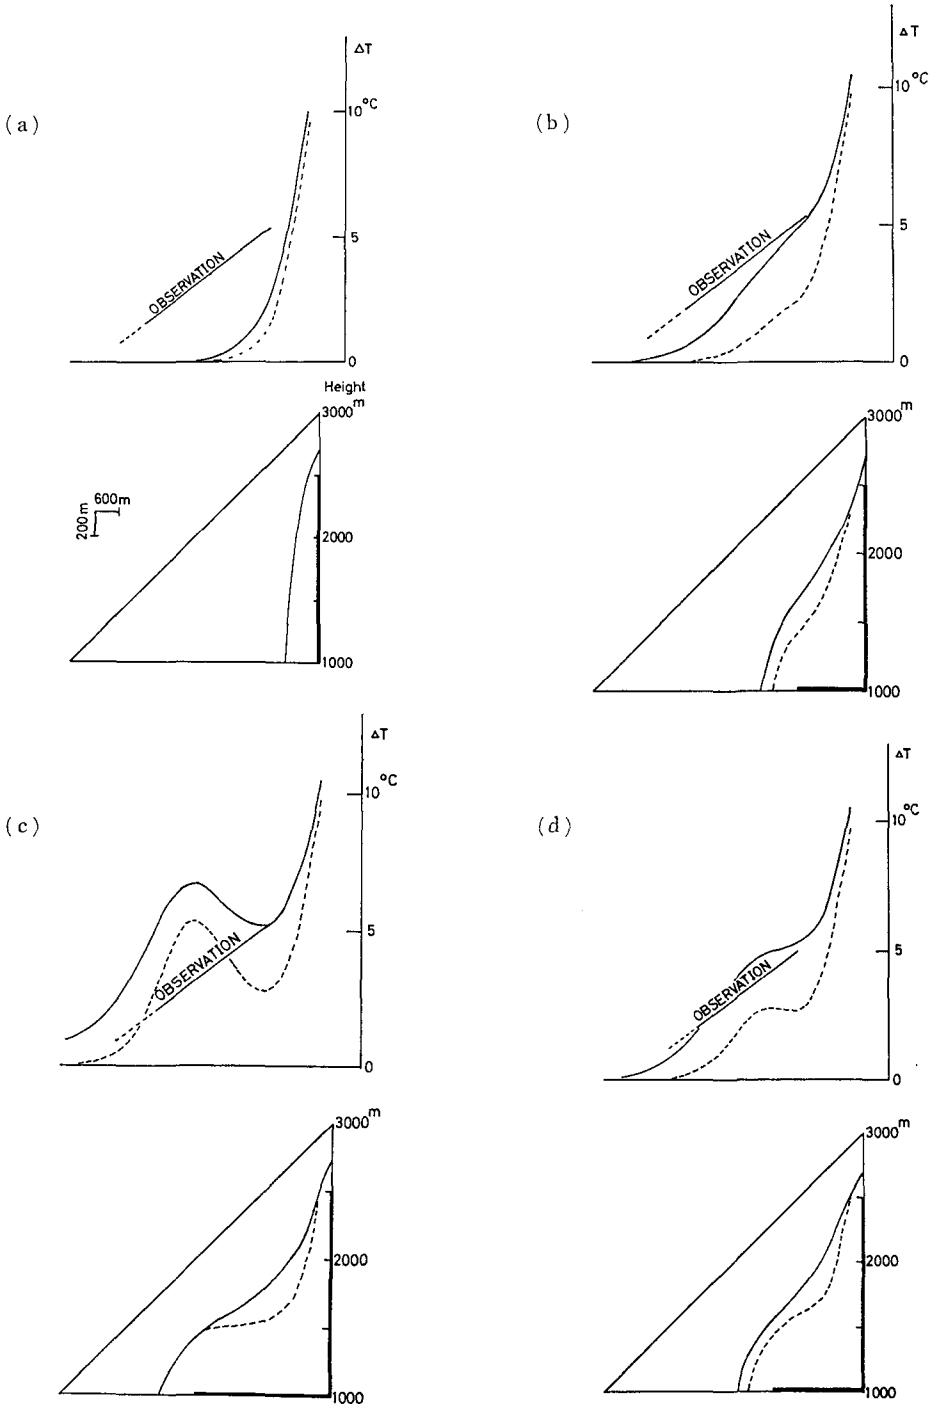 (a)
ΔT
10°C
5
0
OBSERVATION
Height
3000m
2000
1000
600m
200m
(b)
ΔT
10°C
5
0
OBSERVATION
3000m
2000
1000
(c)
ΔT
10°C
5
0
OBSERVATION
3000m
2000
1000
(d)
ΔT
10°C
5
0
OBSERVATION
3000m
2000
1000